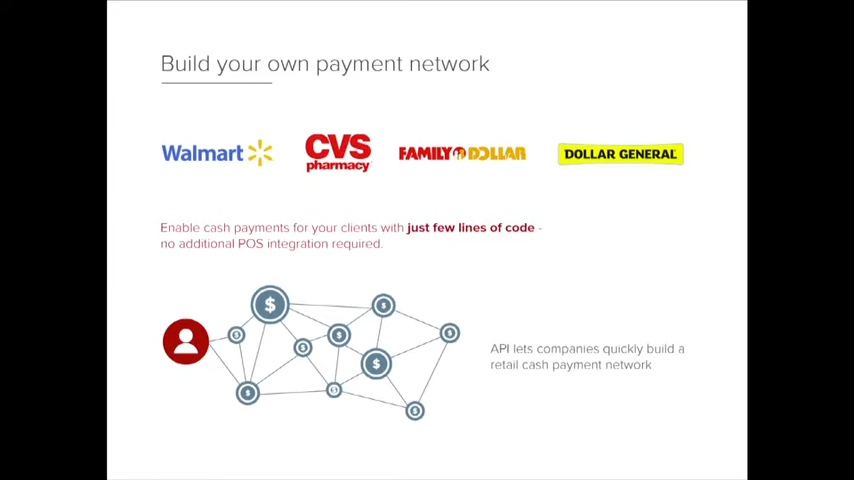 Build your own payment network
Walmart
CVS
pharmacy
FAMILY DOLLAR
DOLLAR GENERAL
Enable cash payments for your clients with just few lines of code -
no additional POS integration required.
$ $ $ $ $ $ $ $ $ $
API lets companies quickly build a
retail cash payment network